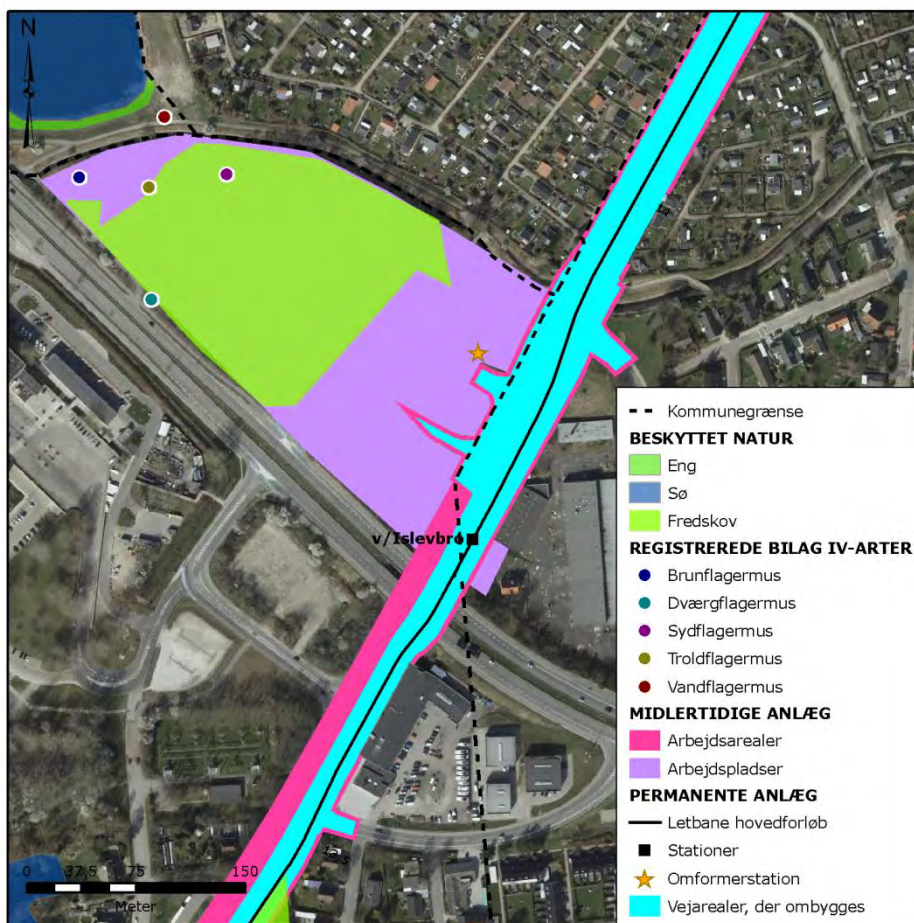 N
v/Islevbro
Kommunegrænse
BESKYTTET NATUR
Eng
Sø
Fredskov
REGISTREREDE BILAG IV-ARTER
Brunflagermus
Dværgflagermus
Sydflagermus
Troldflagermus
Vandflagermus
MIDLERTIDIGE ANLÆG
Arbejdsarealer
Arbejdspladser
PERMANENTE ANLÆG
Letbane hovedforløb
Stationer
Omformerstation
Vejarealer, der ombygges
0 37,5 75 150
Meter